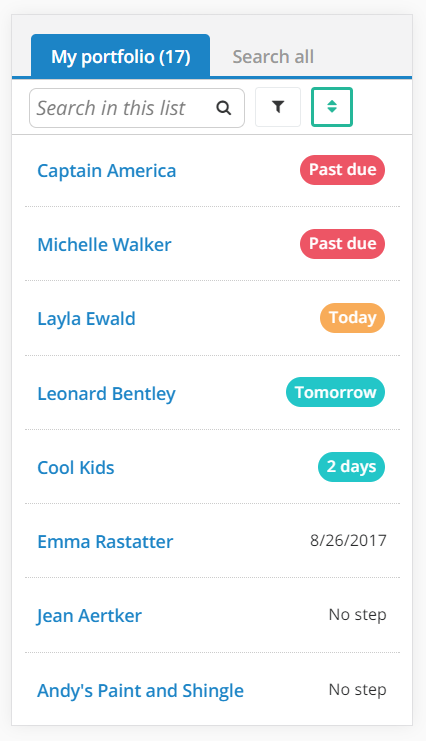 My portfolio (17) Search all
Search in this list
Captain America Past due
Michelle Walker Past due
Layla Ewald Today
Leonard Bentley Tomorrow
Cool Kids 2 days
Emma Rastatter 8/26/2017
Jean Aertker No step
Andy's Paint and Shingle No step